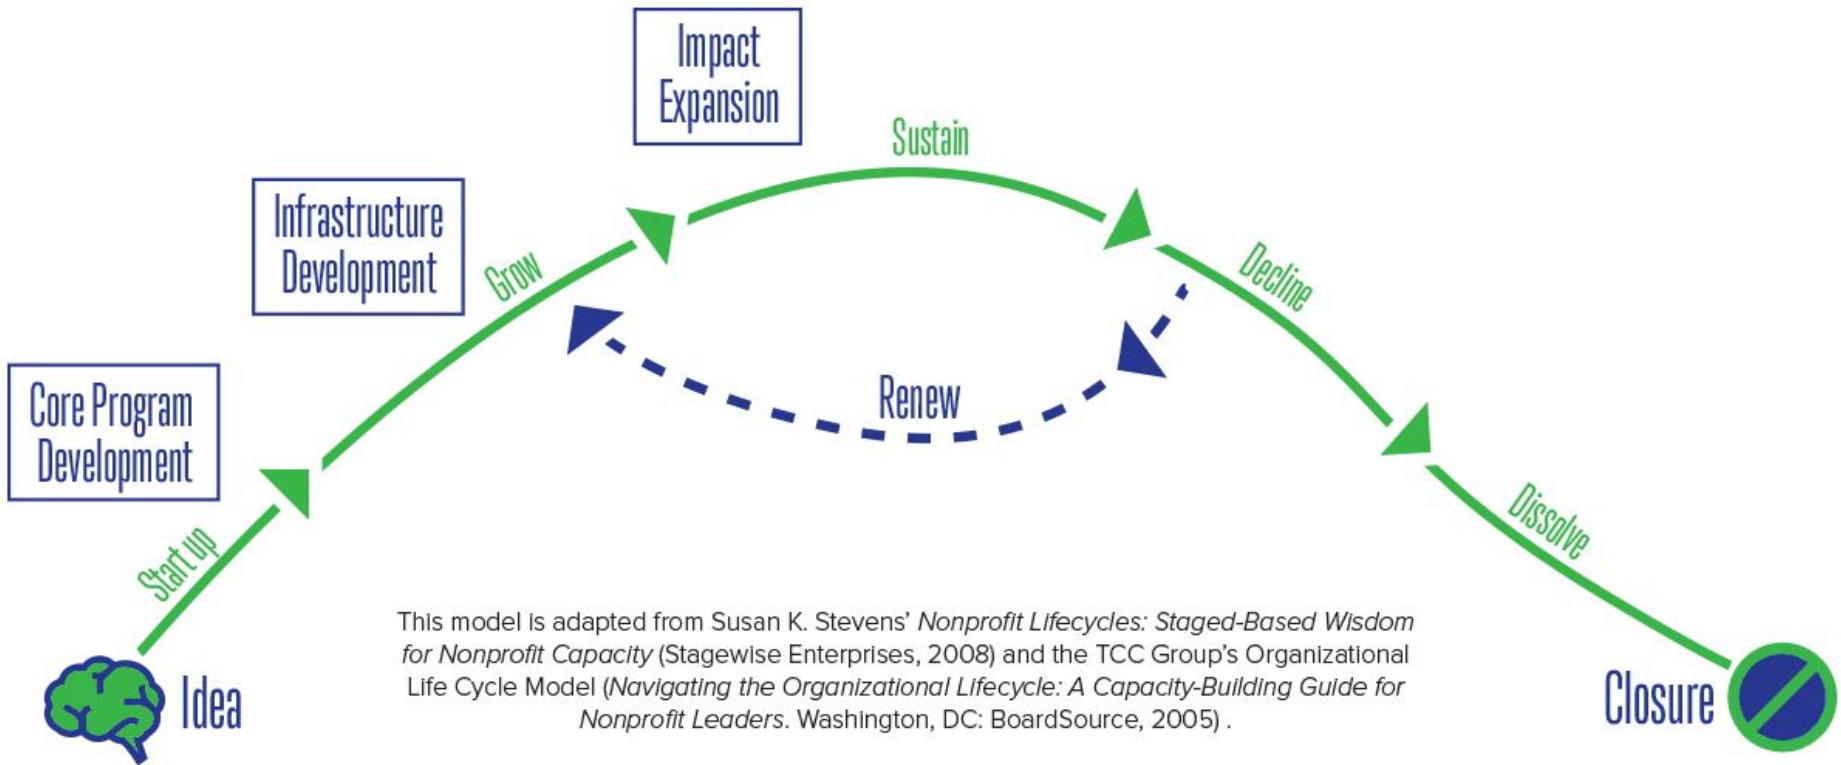 Impact
Expansion
Sustain
Infrastructure
Development
Grow
Decline
Core Program
Development
Renew
Start up
Dissolve
This model is adapted from Susan K. Stevens’ Nonprofit Lifecycles: Staged-Based Wisdom
for Nonprofit Capacity (Stagewise Enterprises, 2008) and the TCC Group’s Organizational
Life Cycle Model (Navigating the Organizational Lifecycle: A Capacity-Building Guide for
Nonprofit Leaders. Washington, DC: BoardSource, 2005) .
Idea
Closure